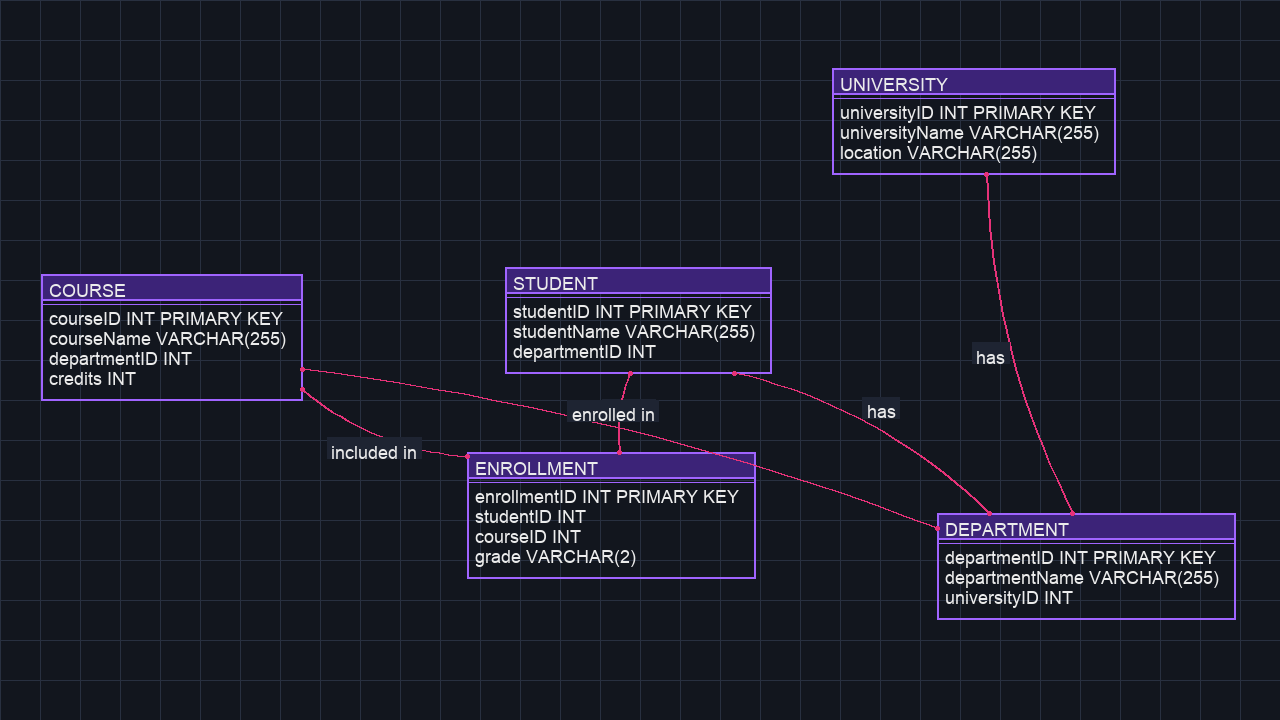 UNIVERSITY
universityID INT PRIMARY KEY
universityName VARCHAR(255)
location VARCHAR(255)
COURSE
courseID INT PRIMARY KEY
courseName VARCHAR(255)
departmentID INT
credits INT
STUDENT
studentID INT PRIMARY KEY
studentName VARCHAR(255)
departmentID INT
has
has
enrolled in
included in
ENROLLMENT
enrollmentID INT PRIMARY KEY
studentID INT
courseID INT
grade VARCHAR(2)
DEPARTMENT
departmentID INT PRIMARY KEY
departmentName VARCHAR(255)
universityID INT